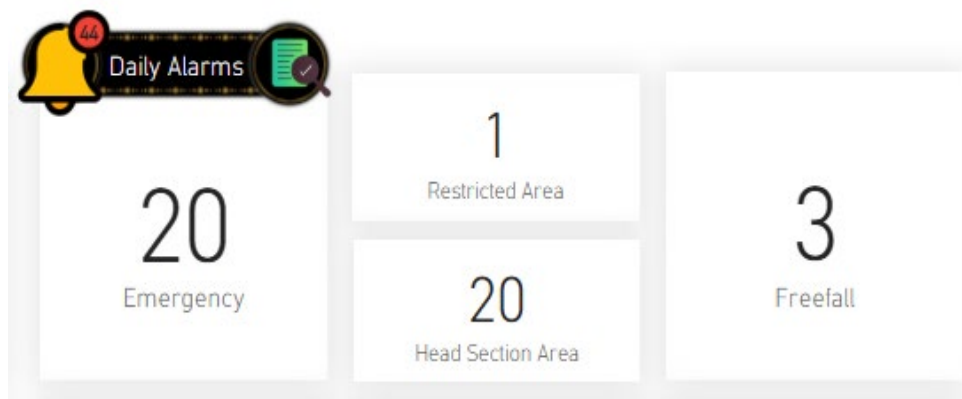 44
Daily Alarms
20
Emergency
1
Restricted Area
20
Head Section Area
3
Freefall